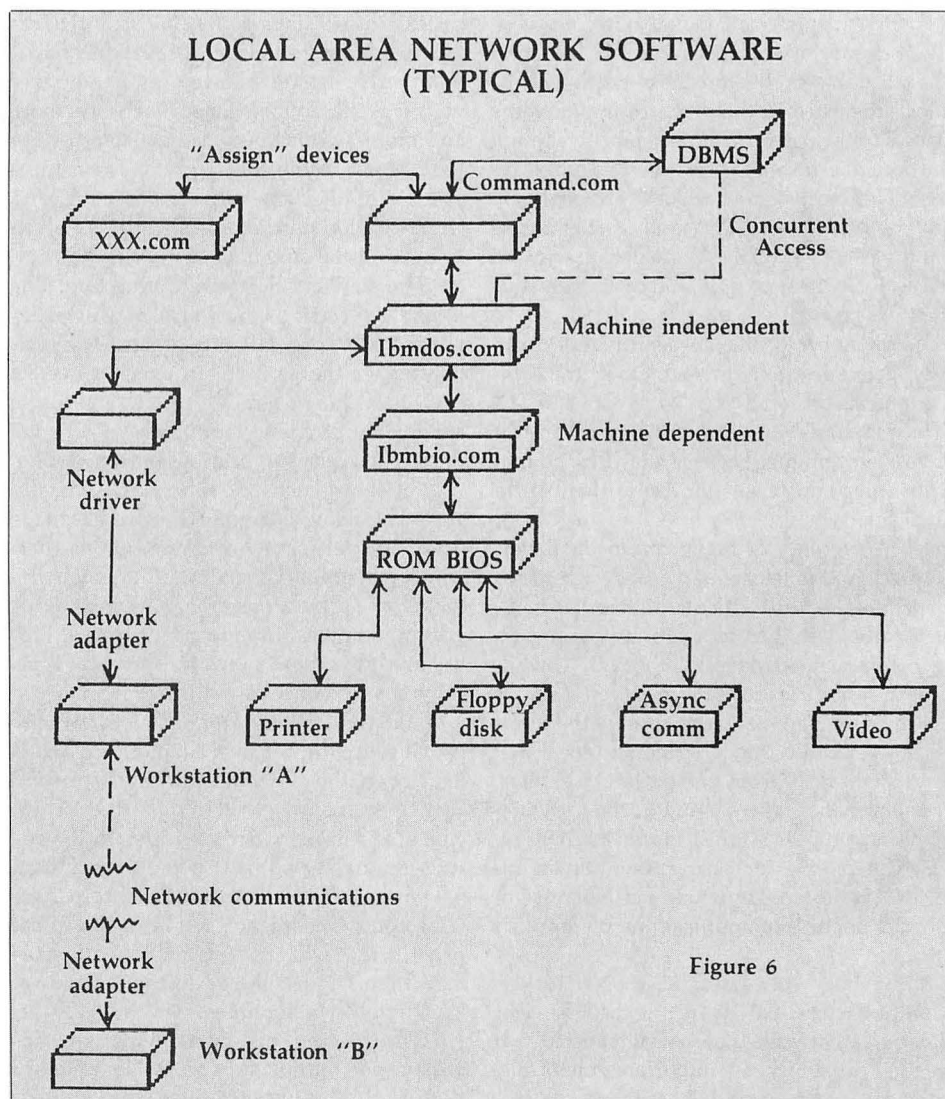 LOCAL AREA NETWORK SOFTWARE
(TYPICAL)
"Assign" devices
DBMS
Command.com
XXX.com
Concurrent
Access
Machine independent
Ibmdos.com
Machine dependent
Ibmbio.com
Network
driver
ROM BIOS
Network
adapter
Printer
Floppy
disk
Async
comm
Video
Workstation "A"
Network communications
Network
adapter
Figure 6
Workstation "B"